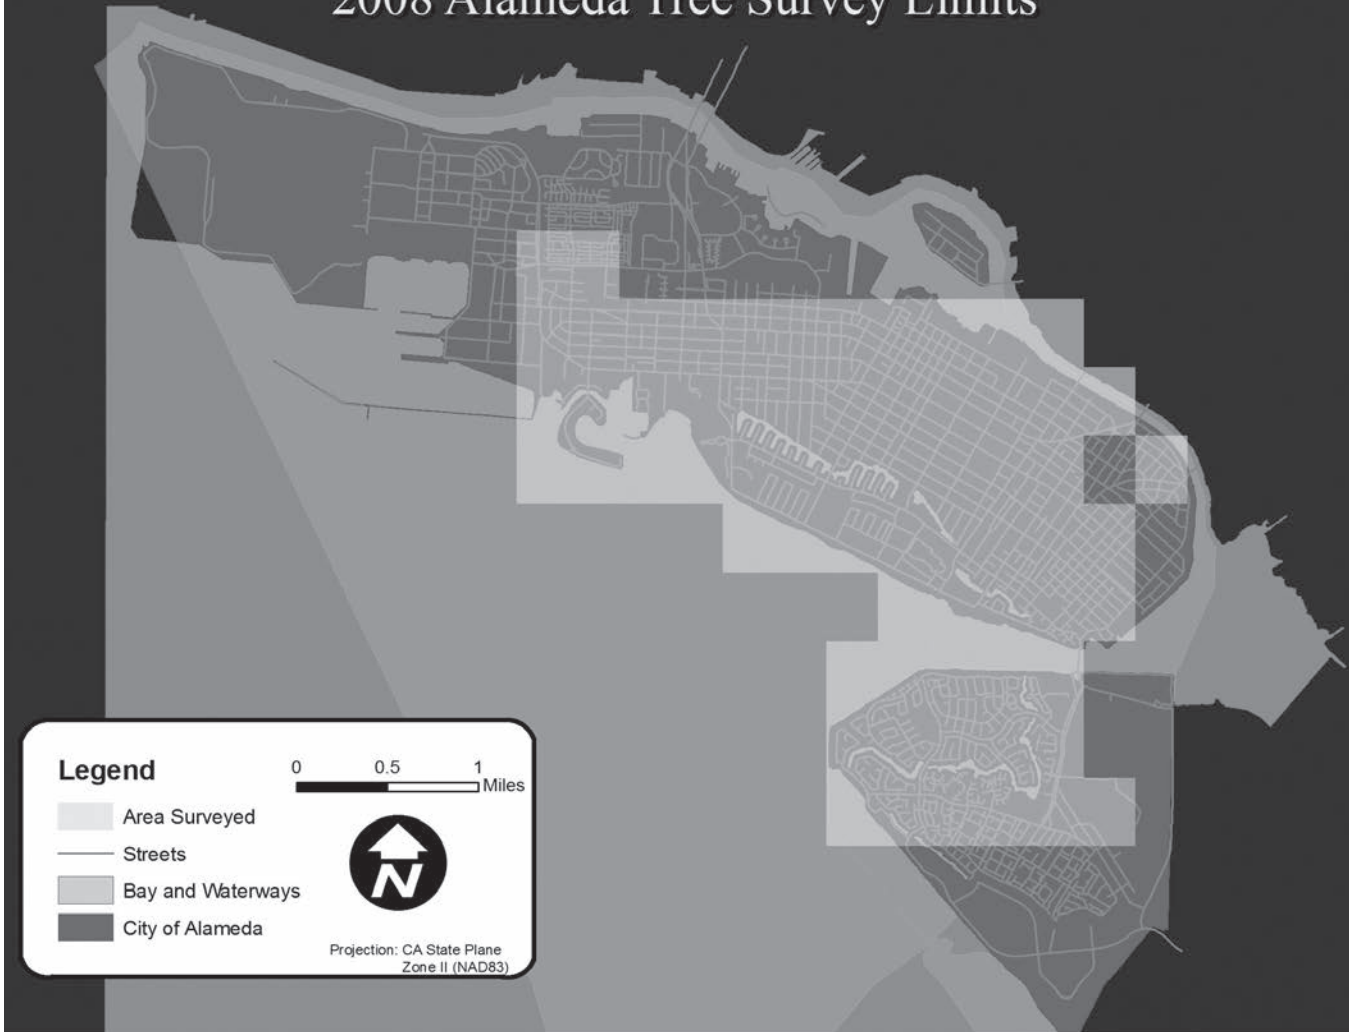 2008 Alameda Tree Survey Limits
Legend
0 0.5 1
Miles
Area Surveyed
Streets
Bay and Waterways
City of Alameda
N
Projection: CA State Plane
Zone II (NAD83)